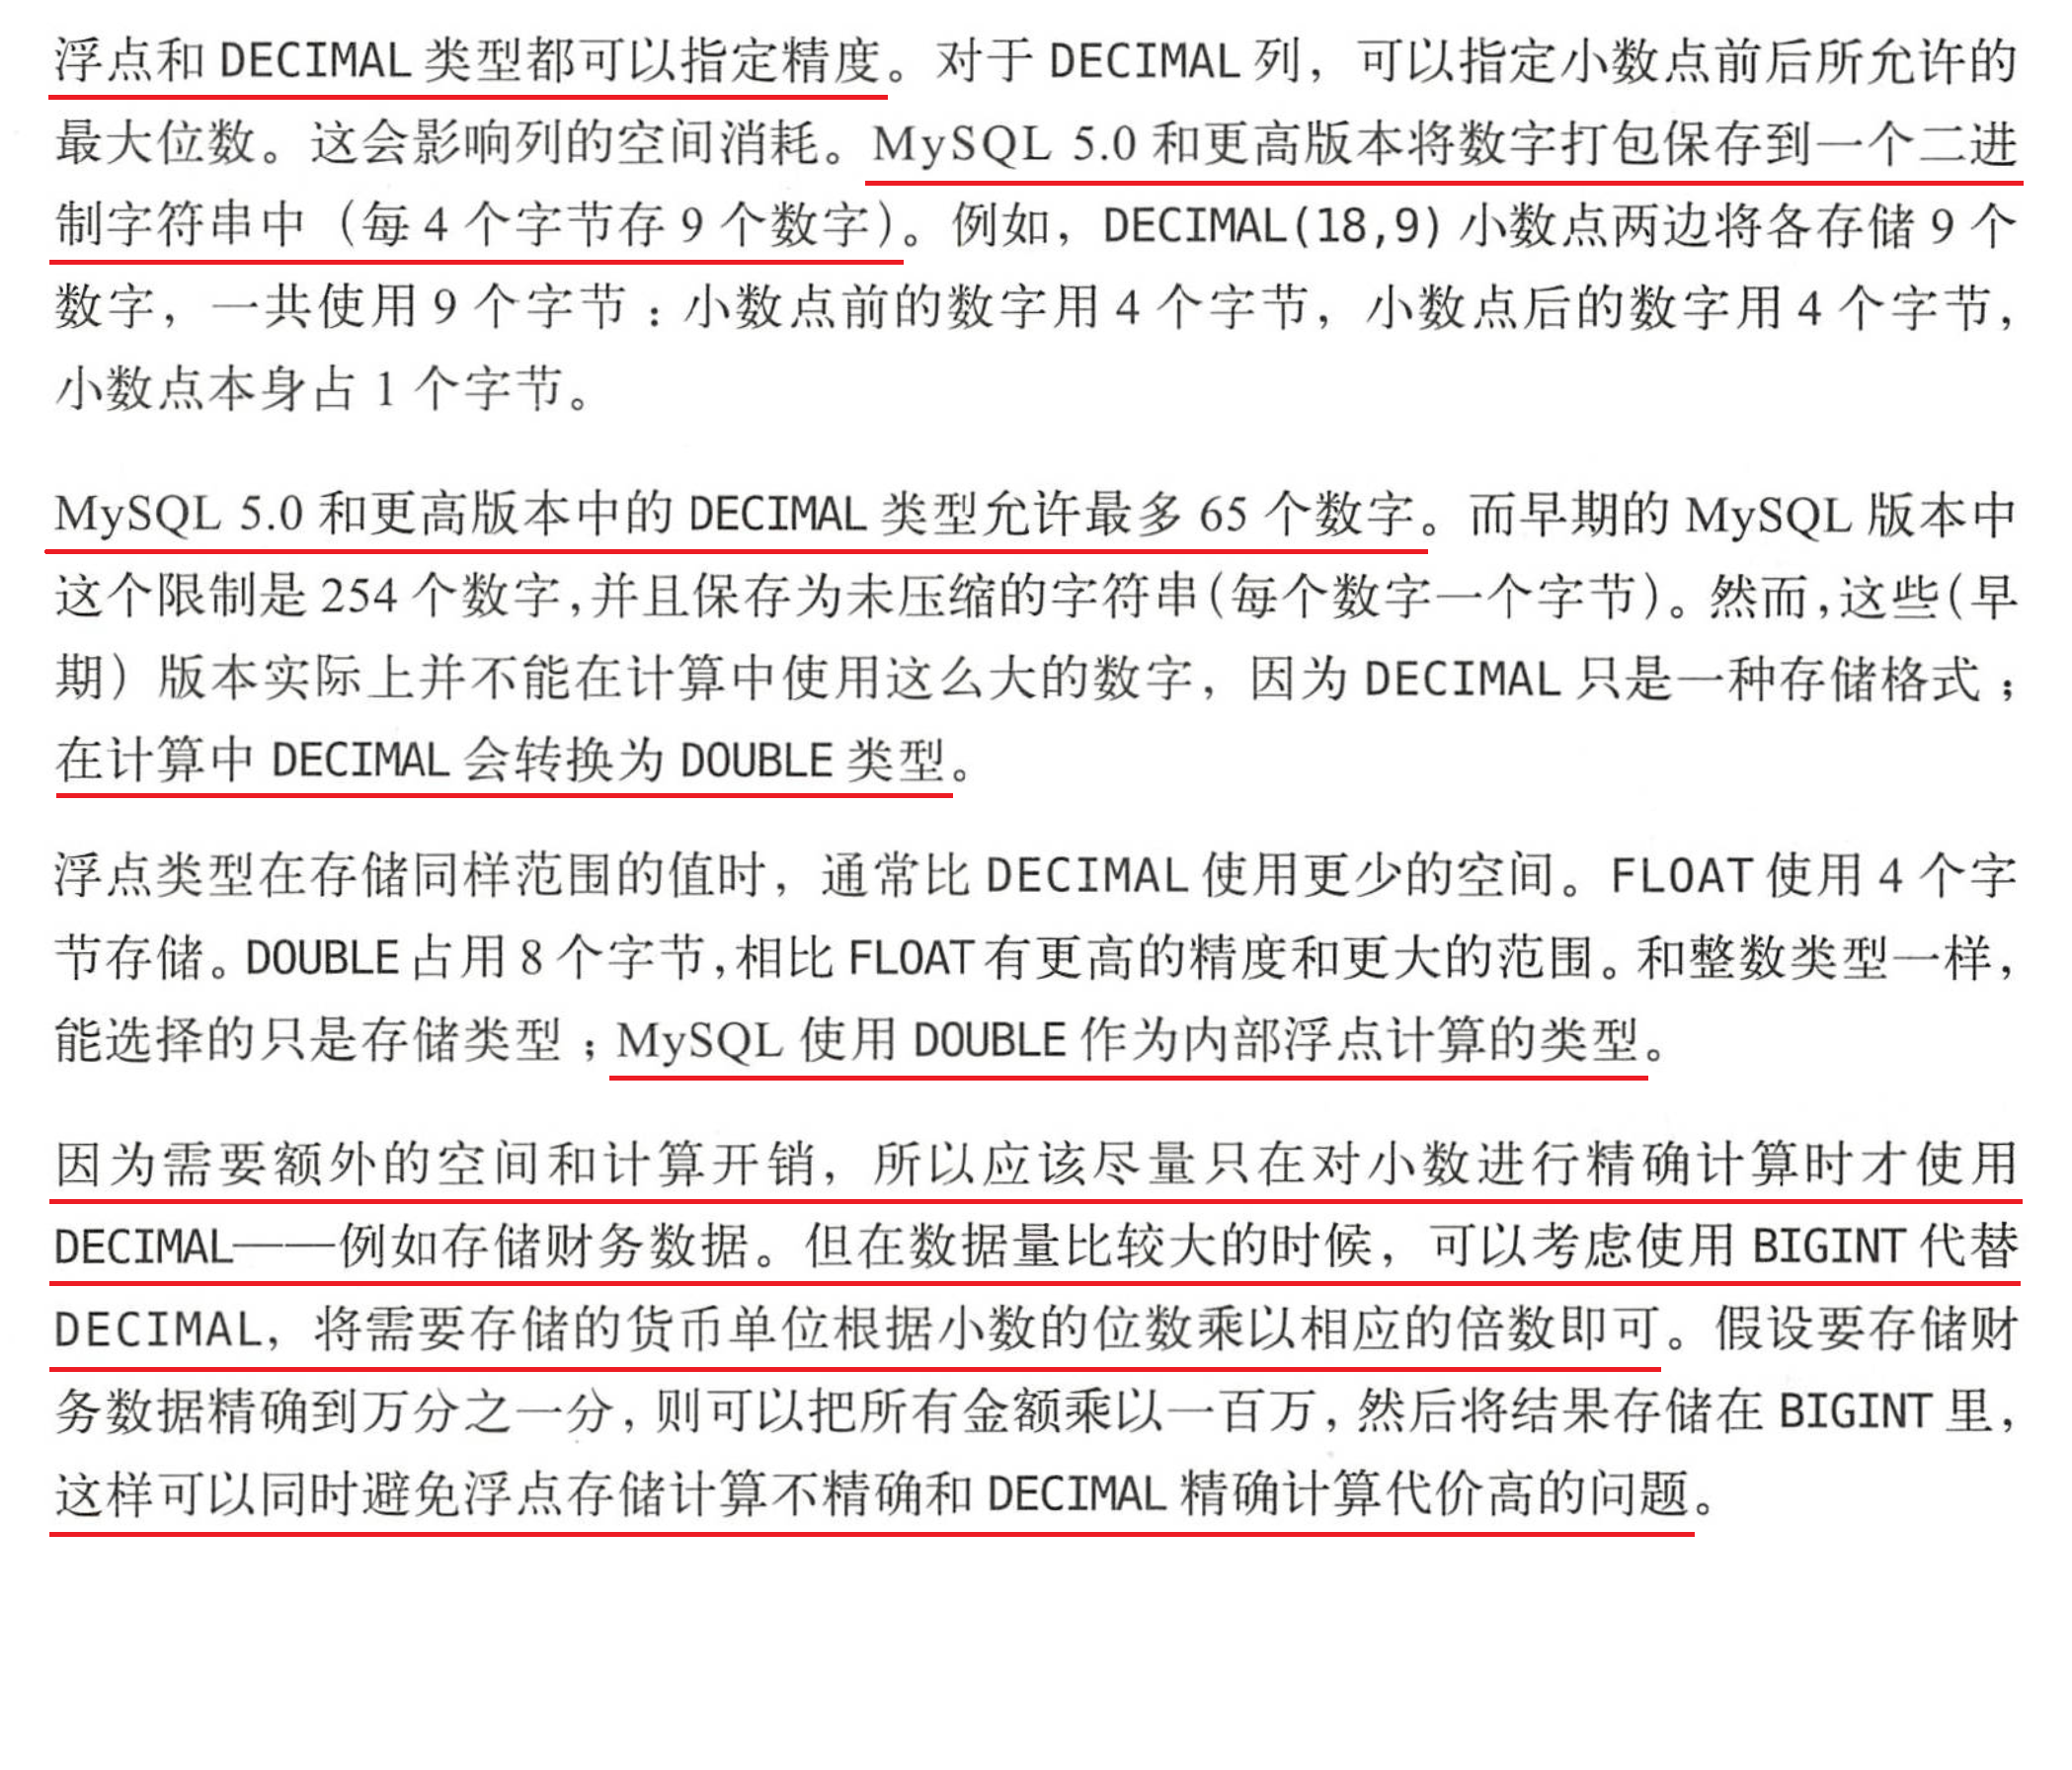 浮点和 DECIMAL 类型都可以指定精度。对于 DECIMAL 列，可以指定小数点前后所允许的
最大位数。这会影响列的空间消耗。MySQL 5.0 和更高版本将数字打包保存到一个二进
制字符串中（每 4 个字节存 9 个数字）。例如，DECIMAL(18,9) 小数点两边将各存储 9 个
数字，一共使用 9 个字节：小数点前的数字用 4 个字节，小数点后的数字用 4 个字节，
小数点本身占 1 个字节。
MySQL 5.0 和更高版本中的 DECIMAL 类型允许最多 65 个数字。而早期的 MySQL 版本中
这个限制是 254 个数字，并且保存为未压缩的字符串（每个数字一个字节）。然而，这些（早
期）版本实际上并不能在计算中使用这么大的数字，因为 DECIMAL 只是一种存储格式；
在计算中 DECIMAL 会转换为 DOUBLE 类型。
浮点类型在存储同样范围的值时，通常比 DECIMAL 使用更少的空间。FLOAT 使用 4 个字
节存储。DOUBLE 占用 8 个字节，相比 FLOAT 有更高的精度和更大的范围。和整数类型一样，
能选择的只是存储类型；MySQL 使用 DOUBLE 作为内部浮点计算的类型。
因为需要额外的空间和计算开销，所以应该尽量只在对小数进行精确计算时才使用
DECIMAL——例如存储财务数据。但在数据量比较大的时候，可以考虑使用 BIGINT 代替
DECIMAL，将需要存储的货币单位根据小数的位数乘以相应的倍数即可。假设要存储财
务数据精确到万分之一分，则可以把所有金额乘以一百万，然后将结果存储在 BIGINT 里，
这样可以同时避免浮点存储计算不精确和 DECIMAL 精确计算代价高的问题。